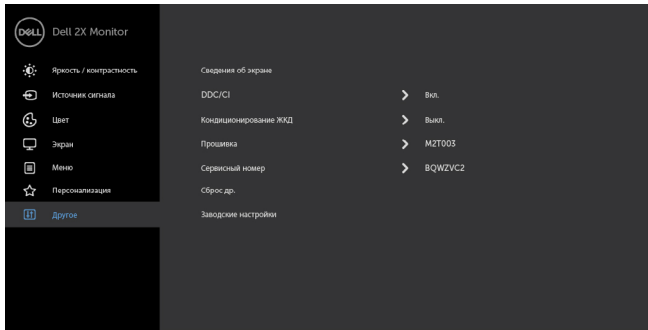 DELL Dell 2X Monitor
Яркость / контрастность
Источник сигнала
Цвет
Экран
Меню
Персонализация
Другое
Сведения об экране
DDC/CI Вкл.
Кондиционирование ЖКД Выкл.
Прошивка M2T003
Сервисный номер BQWZVC2
Сброс др.
Заводские настройки